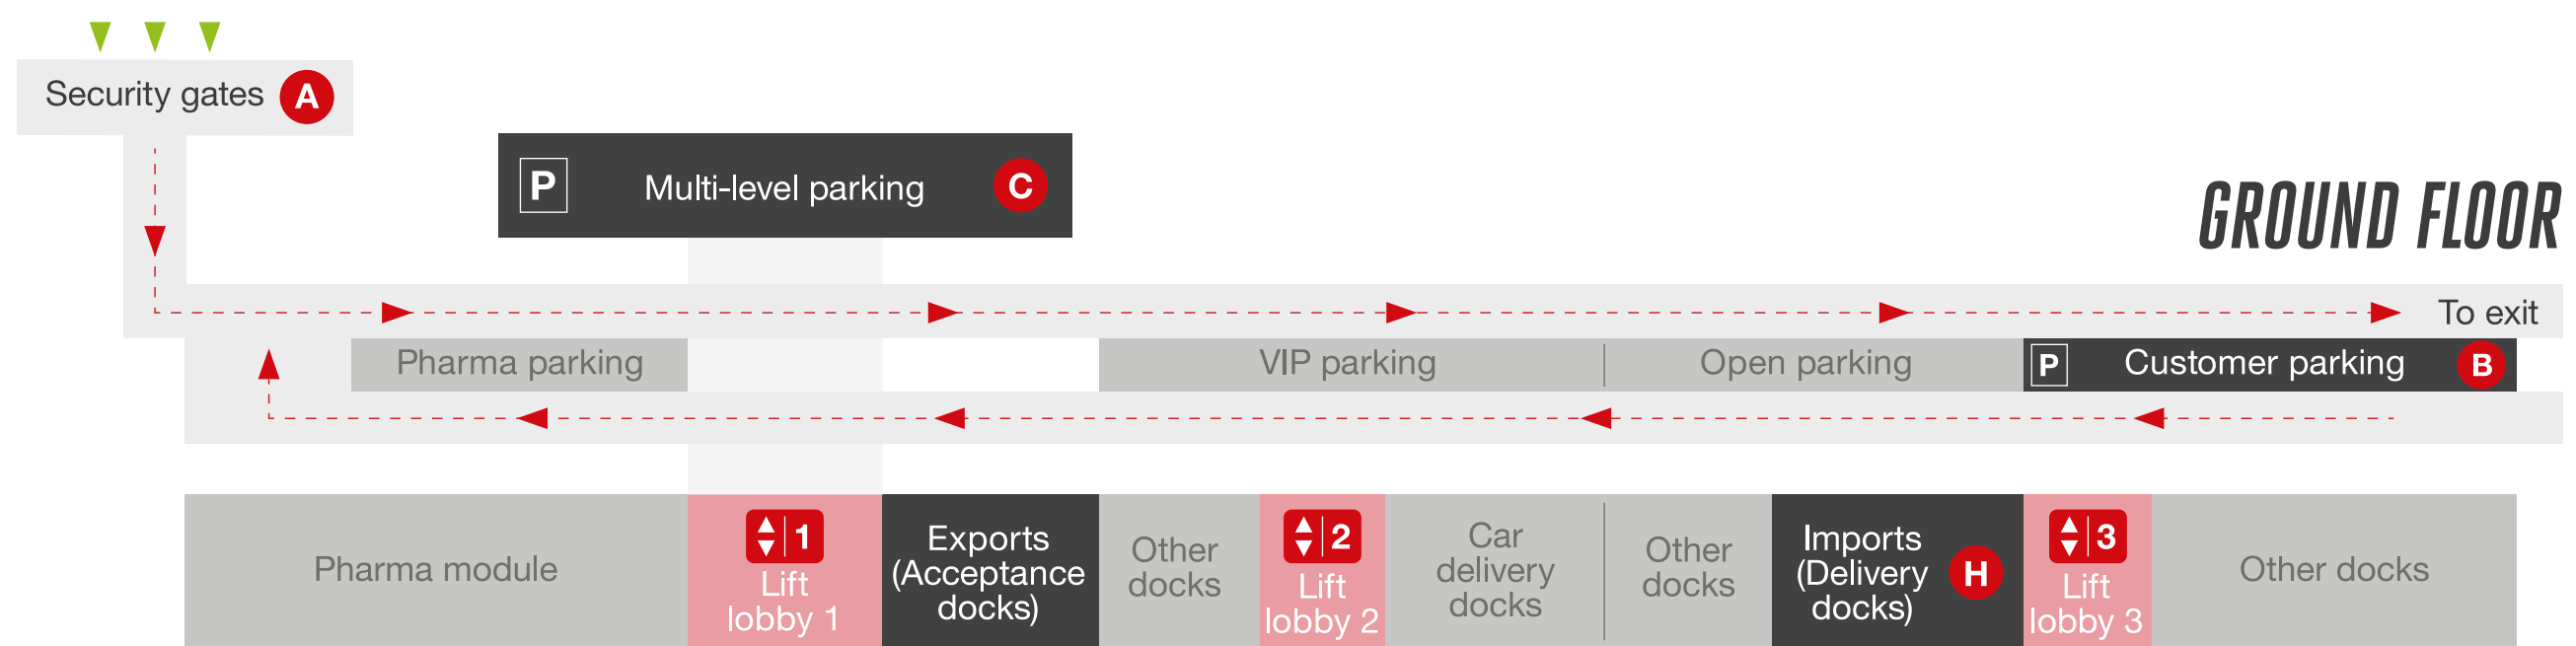 Security gates A
P Multi-level parking C
GROUND FLOOR
To exit
Pharma parking
VIP parking
Open parking
P Customer parking B
Pharma module
1
Lift
lobby 1
Exports
(Acceptance
docks)
Other
docks
2
Lift
lobby 2
Car
delivery
docks
Other
docks
Imports
(Delivery
docks)
H
3
Lift
lobby 3
Other docks